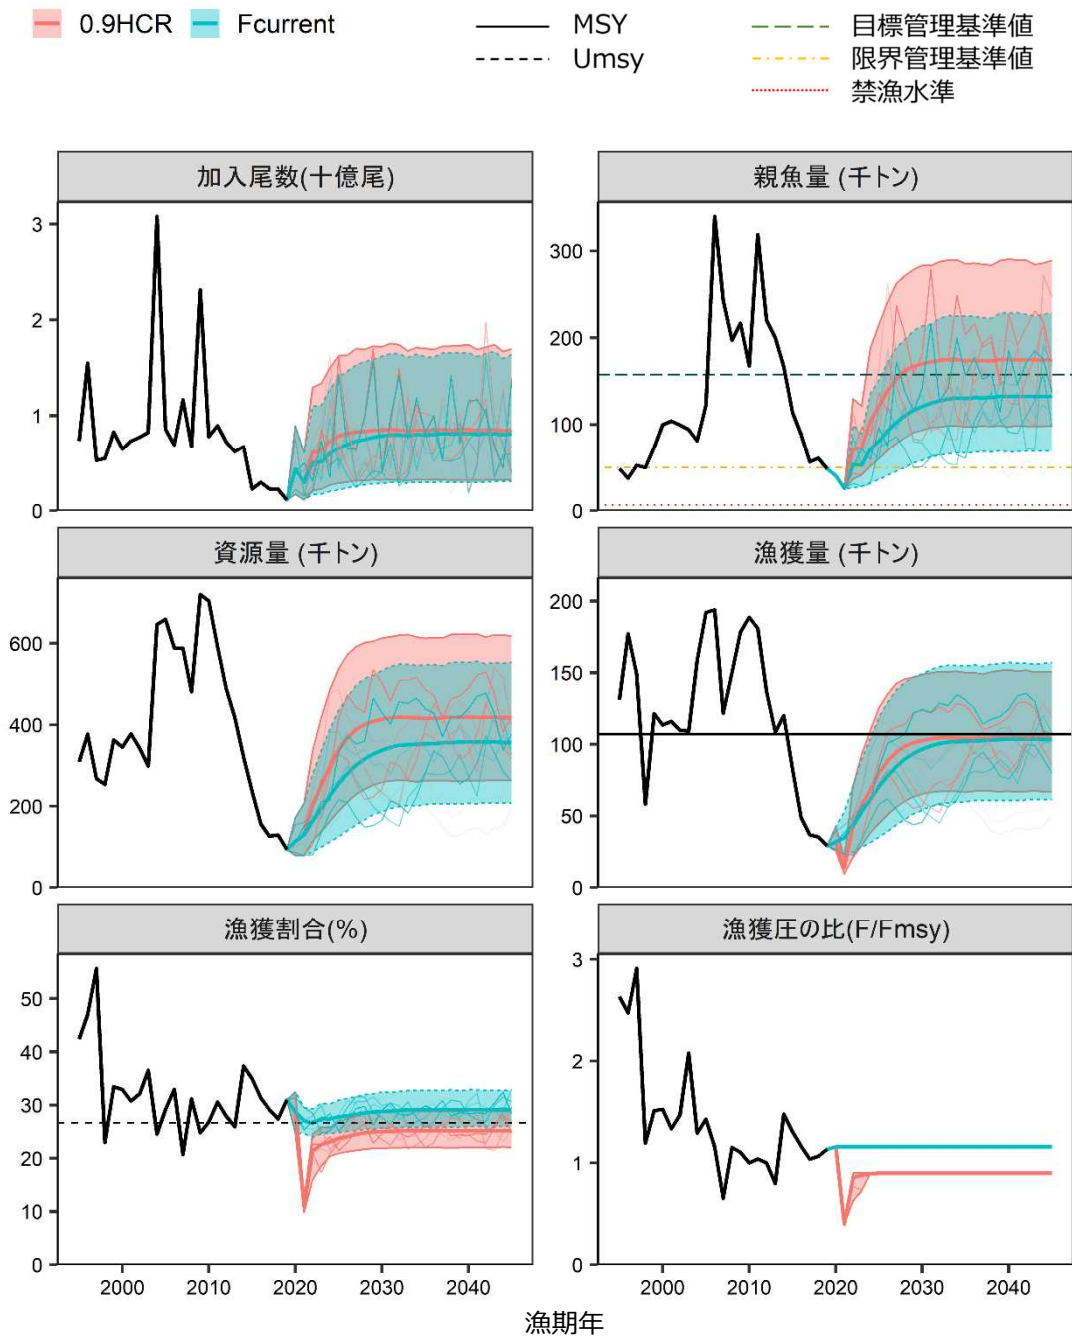 0.9HCR Fcurrent MSY 目標管理基準値
Umsy 限界管理基準値
禁漁水準
加入尾数(十億尾)
3
2
1
0
親魚量 (千トン)
300
200
100
0
資源量 (千トン)
600
400
200
0
漁獲量 (千トン)
200
150
100
50
0
漁獲割合(%)
50
40
30
20
10
0
2000 2010 2020 2030 2040
漁獲圧の比(F/Fmsy)
3
2
1
0
2000 2010 2020 2030 2040
漁期年